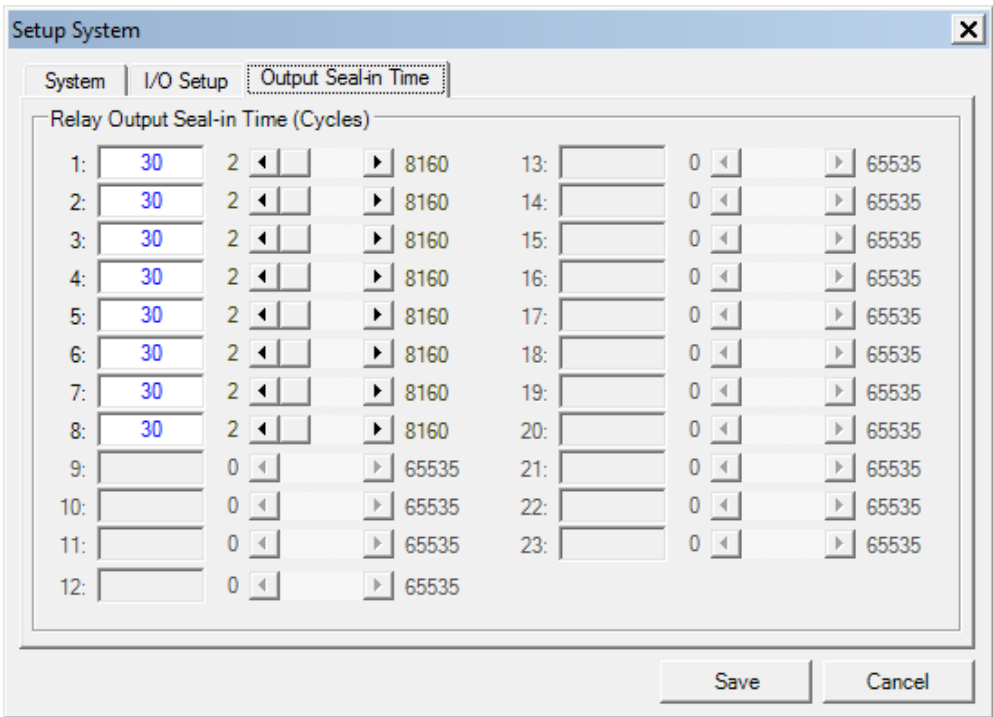 Setup System
System I/O Setup Output Seal-in Time
Relay Output Seal-in Time (Cycles)
1: 30 2 8160 13: 0 65535
2: 30 2 8160 14: 0 65535
3: 30 2 8160 15: 0 65535
4: 30 2 8160 16: 0 65535
5: 30 2 8160 17: 0 65535
6: 30 2 8160 18: 0 65535
7: 30 2 8160 19: 0 65535
8: 30 2 8160 20: 0 65535
9: 0 65535 21: 0 65535
10: 0 65535 22: 0 65535
11: 0 65535 23: 0 65535
12: 0 65535
Save Cancel